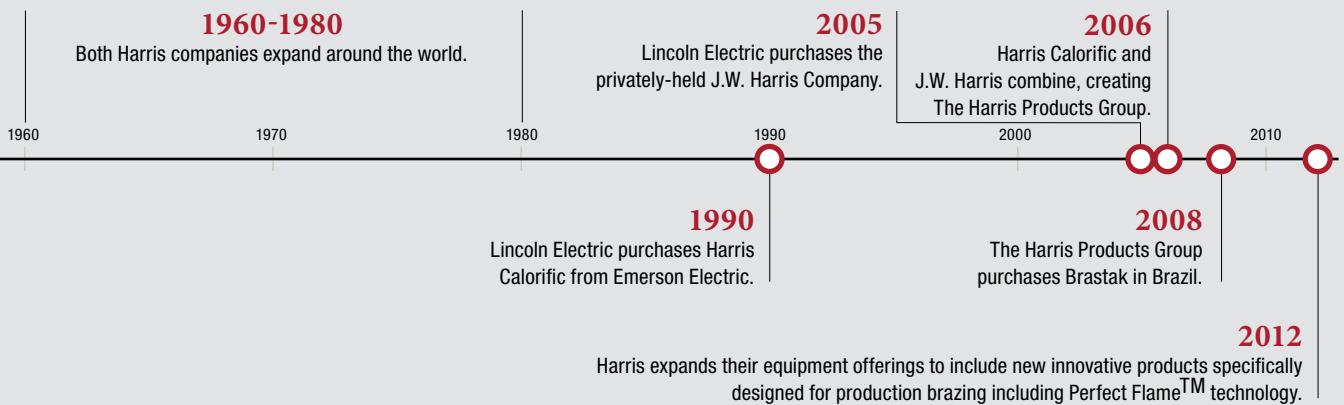 1960-1980
Both Harris companies expand around the world.
2005
Lincoln Electric purchases the
privately-held J.W. Harris Company.
2006
Harris Calorific and
J.W. Harris combine, creating
The Harris Products Group.
1960
1970
1980
1990
2000
2010
1990
Lincoln Electric purchases Harris
Calorific from Emerson Electric.
2008
The Harris Products Group
purchases Brastak in Brazil.
2012
Harris expands their equipment offerings to include new innovative products specifically
designed for production brazing including Perfect Flame™ technology.